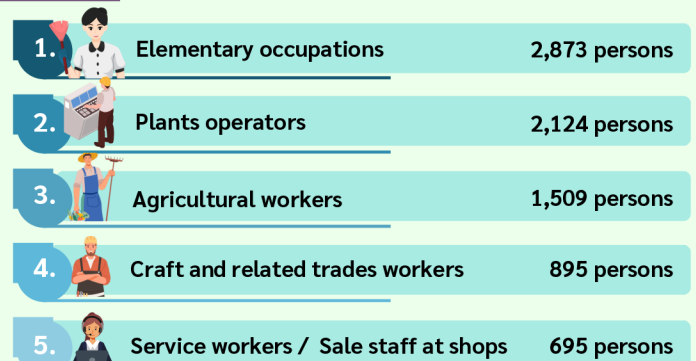 1. Elementary occupations 2,873 persons
2. Plants operators 2,124 persons
3. Agricultural workers 1,509 persons
4. Craft and related trades workers 895 persons
5. Service workers / Sale staff at shops 695 persons